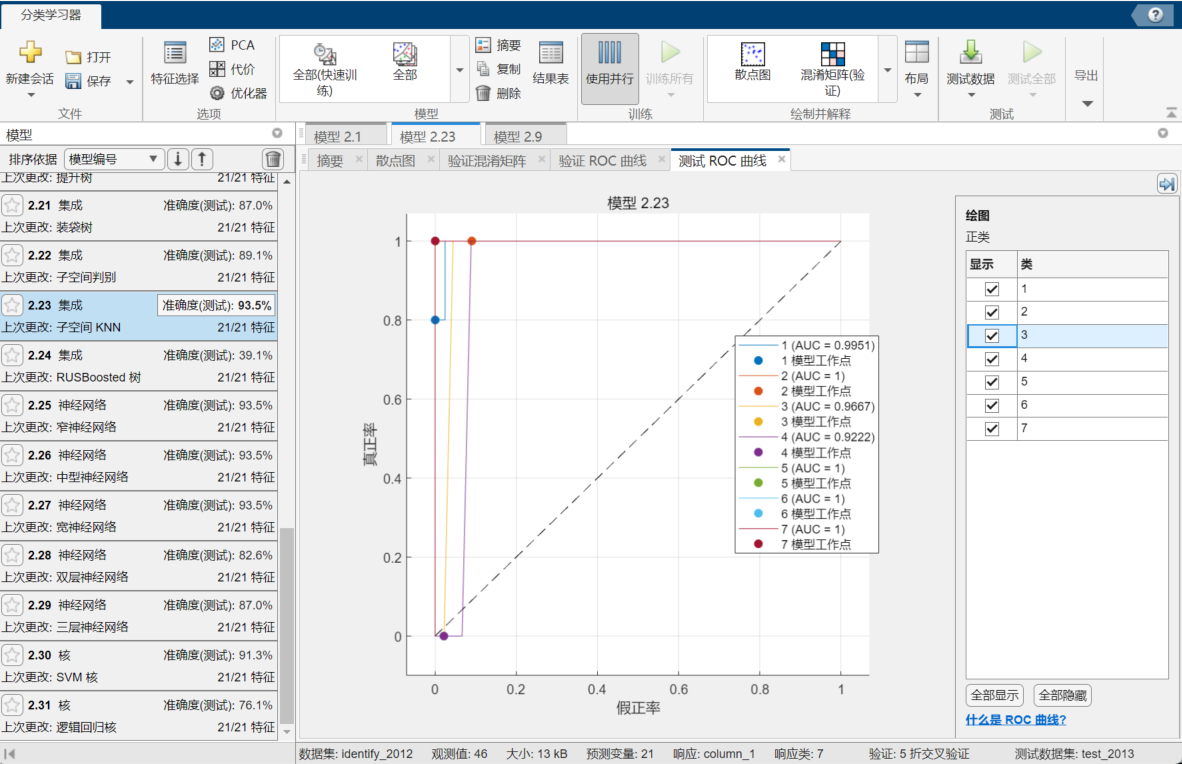 分类学习器
?
新建会话
打开
保存
文件
特征选择
PCA
代价
优化器
选项
全部(快速训
练)
全部
摘要
复制
删除
结果表
模型
使用并行
训练所有
训练
散点图
混淆矩阵(验
证)
布局
绘制并解释
测试数据
测试全部
测试
导出
模型
排序依据 模型编号
上次更改: 提升树 21/21 特征
2.21 集成 准确度(测试): 87.0%
上次更改: 装袋树 21/21 特征
2.22 集成 准确度(测试): 89.1%
上次更改: 子空间判别 21/21 特征
2.23 集成 准确度(测试): 93.5%
上次更改: 子空间 KNN 21/21 特征
2.24 集成 准确度(测试): 39.1%
上次更改: RUSBoosted 树 21/21 特征
2.25 神经网络 准确度(测试): 93.5%
上次更改: 窄神经网络 21/21 特征
2.26 神经网络 准确度(测试): 93.5%
上次更改: 中型神经网络 21/21 特征
2.27 神经网络 准确度(测试): 93.5%
上次更改: 宽神经网络 21/21 特征
2.28 神经网络 准确度(测试): 82.6%
上次更改: 双层神经网络 21/21 特征
2.29 神经网络 准确度(测试): 87.0%
上次更改: 三层神经网络 21/21 特征
2.30 核 准确度(测试): 91.3%
上次更改: SVM 核 21/21 特征
2.31 核 准确度(测试): 76.1%
上次更改: 逻辑回归核 21/21 特征
模型 2.1 模型 2.23 模型 2.9
摘要 × 散点图 × 验证混淆矩阵 × 验证 ROC 曲线 × 测试 ROC 曲线 ×
模型 2.23
1
0.8
0.6
0.4
0.2
0
真正率
0 0.2 0.4 0.6 0.8 1
假正率
1 (AUC = 0.9951)
1 模型工作点
2 (AUC = 1)
2 模型工作点
3 (AUC = 0.9667)
3 模型工作点
4 (AUC = 0.9222)
4 模型工作点
5 (AUC = 1)
5 模型工作点
6 (AUC = 1)
6 模型工作点
7 (AUC = 1)
7 模型工作点
绘图
正类
显示 类
1
2
3
4
5
6
7
全部显示 全部隐藏
什么是 ROC 曲线?
数据集: identify_2012 观测值: 46 大小: 13 kB 预测变量: 21 响应: column_1 响应类: 7 验证: 5 折交叉验证 测试数据集: test_2013